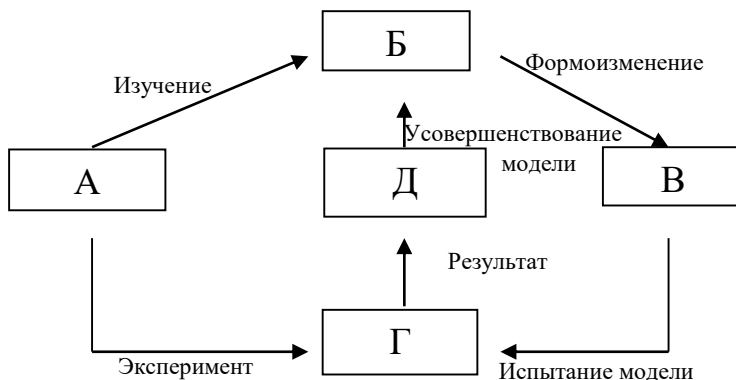 Б
Изучение
Формоизменение
Усовершенствование
модели
А
Д
В
Результат
Г
Эксперимент
Испытание модели